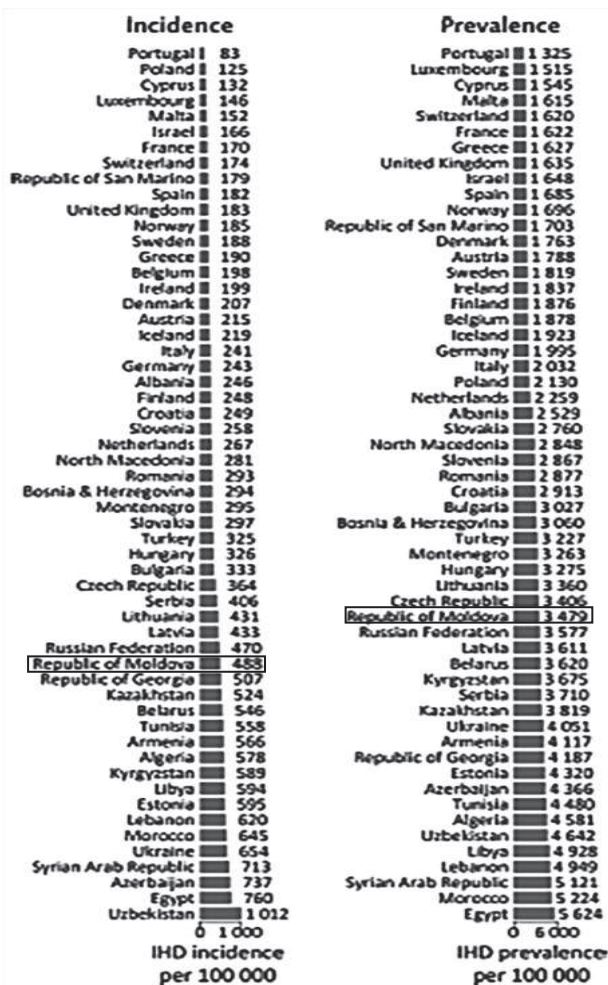 Incidence
Portugal 83
Poland 125
Cyprus 132
Luxembourg 146
Malta 152
Israel 166
France 170
Switzerland 174
Republic of San Marino 179
Spain 182
United Kingdom 183
Norway 185
Sweden 188
Greece 190
Belgium 198
Ireland 199
Denmark 207
Austria 215
Iceland 219
Italy 241
Germany 243
Albania 246
Finland 248
Croatia 249
Slovenia 258
Netherlands 267
North Macedonia 281
Romania 293
Bosnia & Herzegovina 294
Montenegro 295
Slovakia 297
Turkey 325
Hungary 326
Bulgaria 333
Czech Republic 364
Serbia 406
Lithuania 431
Latvia 433
Russian Federation 470
Republic of Moldova 488
Republic of Georgia 507
Kazakhstan 524
Belarus 546
Tunisia 558
Armenia 566
Algeria 578
Kyrgyzstan 589
Libya 594
Estonia 595
Lebanon 620
Morocco 645
Ukraine 654
Syrian Arab Republic 713
Azerbaijan 737
Egypt 760
Uzbekistan 1 012
0 1 000
IHD incidence
per 100 000
Prevalence
Portugal 1 325
Luxembourg 1 515
Cyprus 1 545
Malta 1 615
Switzerland 1 620
France 1 622
Greece 1 627
United Kingdom 1 635
Israel 1 648
Spain 1 685
Norway 1 696
Republic of San Marino 1 703
Denmark 1 763
Austria 1 788
Sweden 1 819
Ireland 1 837
Finland 1 876
Belgium 1 878
Iceland 1 923
Germany 1 995
Italy 2 032
Poland 2 130
Netherlands 2 259
Albania 2 529
Slovakia 2 760
North Macedonia 2 848
Slovenia 2 867
Romania 2 877
Croatia 2 913
Bulgaria 3 027
Bosnia & Herzegovina 3 060
Turkey 3 227
Montenegro 3 263
Hungary 3 275
Lithuania 3 360
Czech Republic 3 406
Republic of Moldova 3 479
Russian Federation 3 577
Latvia 3 611
Belarus 3 620
Kyrgyzstan 3 675
Serbia 3 710
Kazakhstan 3 819
Ukraine 4 051
Armenia 4 117
Republic of Georgia 4 187
Estonia 4 320
Azerbaijan 4 366
Tunisia 4 480
Algeria 4 581
Uzbekistan 4 642
Libya 4 928
Lebanon 4 949
Syrian Arab Republic 5 121
Morocco 5 224
Egypt 5 624
0 6 000
IHD prevalence
per 100 000